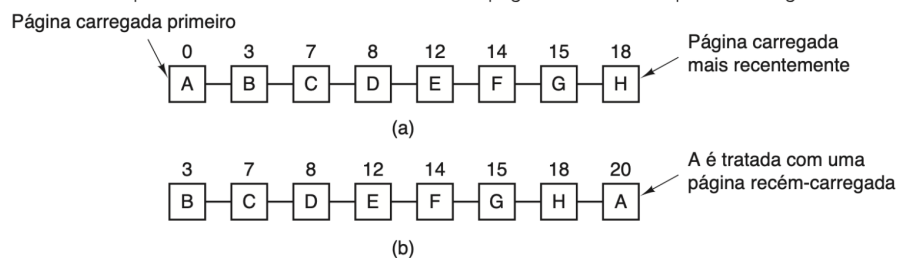 Página carregada primeiro
0 3 7 8 12 14 15 18
A B C D E F G H
Página carregada
mais recentemente
(a)
3 7 8 12 14 15 18 20
B C D E F G H A
A é tratada com uma
página recém-carregada
(b)